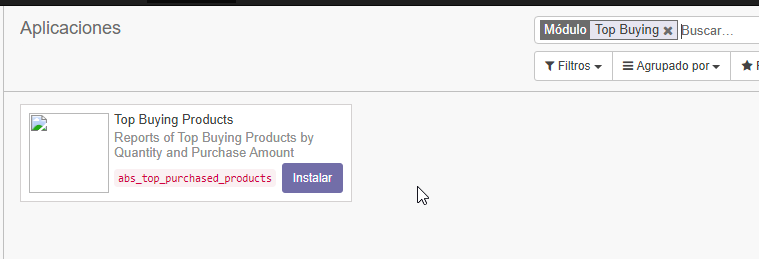 Aplicaciones
Módulo Top Buying Buscar...
Filtros Agrupado por
Top Buying Products
Reports of Top Buying Products by
Quantity and Purchase Amount
abs_top_purchased_products Instalar